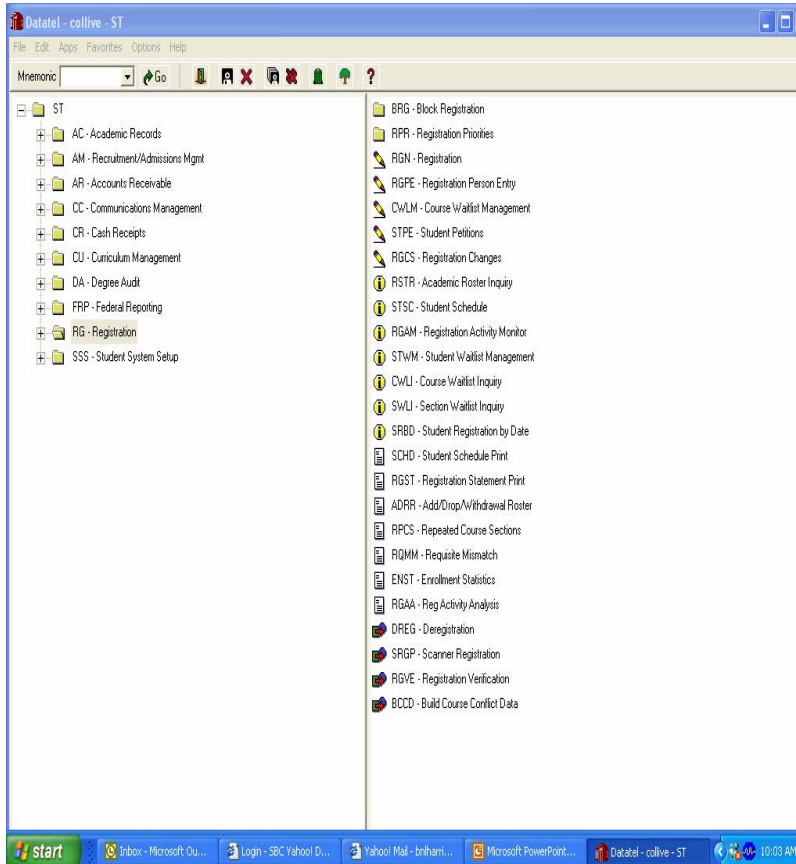 Datatel - collive - ST
File Edit Apps Favorites Options Help
Mnemonic Go
ST
AC - Academic Records
AM - Recruitment/Admissions Mgmt
AR - Accounts Receivable
CC - Communications Management
CR - Cash Receipts
CU - Curriculum Management
DA - Degree Audit
FRP - Federal Reporting
RG - Registration
SSS - Student System Setup
BRG - Block Registration
RPR - Registration Priorities
RGN - Registration
RGPE - Registration Person Entry
CWLM - Course Waitlist Management
STPE - Student Petitions
RGCS - Registration Changes
RSTR - Academic Roster Inquiry
STSC - Student Schedule
RGAM - Registration Activity Monitor
STWM - Student Waitlist Management
CWLI - Course Waitlist Inquiry
SWLI - Section Waitlist Inquiry
SRBD - Student Registration by Date
SCHD - Student Schedule Print
RGST - Registration Statement Print
ADRR - Add/Drop/Withdrawal Roster
RPCS - Repeated Course Sections
RQMM - Requisite Mismatch
ENST - Enrollment Statistics
RGAA - Reg Activity Analysis
DREG - Deregistration
SRGP - Scanner Registration
RGVE - Registration Verification
BCCD - Build Course Conflict Data
start Inbox - Microsoft Ou... Login - SBC Yahoo! D... Yahoo! Mail - bnlharri... Microsoft PowerPoint... Datatel - collive - ST 10:03 AM